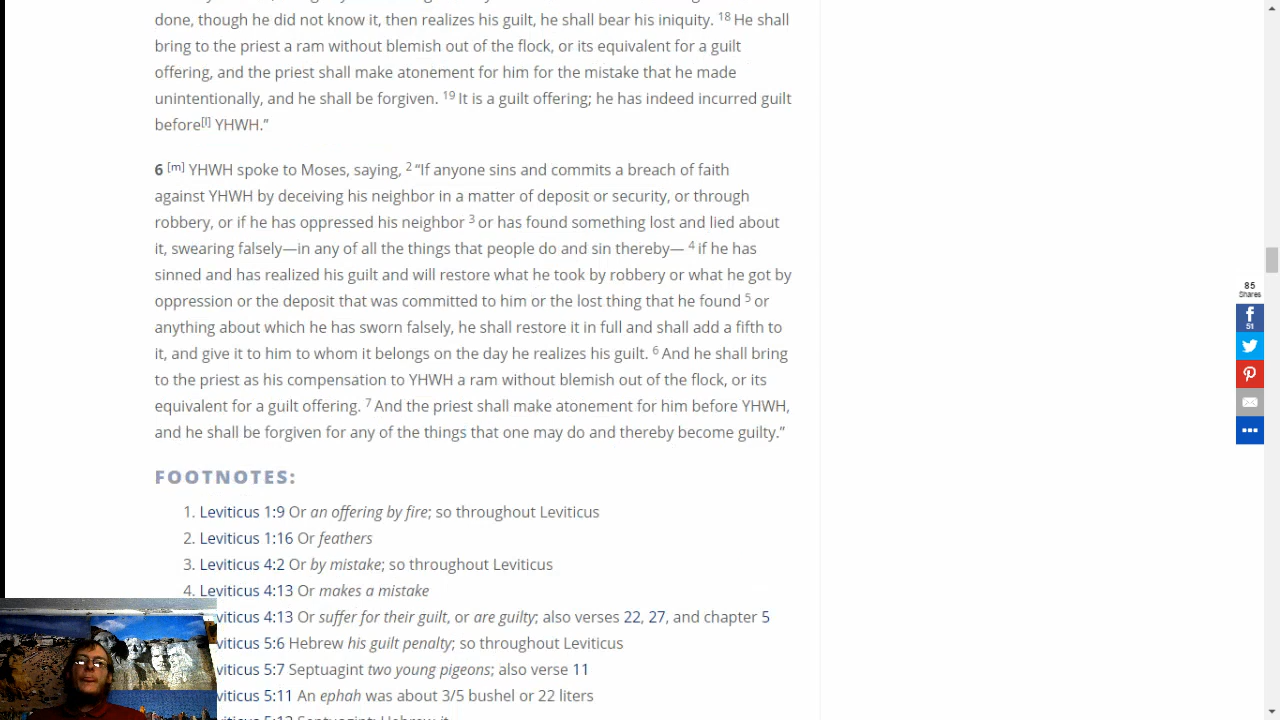 done, though he did not know it, then realizes his guilt, he shall bear his iniquity. 18 He shall
bring to the priest a ram without blemish out of the flock, or its equivalent for a guilt
offering, and the priest shall make atonement for him for the mistake that he made
unintentionally, and he shall be forgiven. 19 It is a guilt offering; he has indeed incurred guilt
before[l] YHWH.”
6 [m] YHWH spoke to Moses, saying, 2 “If anyone sins and commits a breach of faith
against YHWH by deceiving his neighbor in a matter of deposit or security, or through
robbery, or if he has oppressed his neighbor 3 or has found something lost and lied about
it, swearing falsely—in any of all the things that people do and sin thereby— 4 if he has
sinned and has realized his guilt and will restore what he took by robbery or what he got by
oppression or the deposit that was committed to him or the lost thing that he found 5 or
anything about which he has sworn falsely, he shall restore it in full and shall add a fifth to
it, and give it to him to whom it belongs on the day he realizes his guilt. 6 And he shall bring
to the priest as his compensation to YHWH a ram without blemish out of the flock, or its
equivalent for a guilt offering. 7 And the priest shall make atonement for him before YHWH,
and he shall be forgiven for any of the things that one may do and thereby become guilty.”
FOOTNOTES:
1. Leviticus 1:9 Or an offering by fire; so throughout Leviticus
2. Leviticus 1:16 Or feathers
3. Leviticus 4:2 Or by mistake; so throughout Leviticus
4. Leviticus 4:13 Or makes a mistake
viticus 4:13 Or suffer for their guilt, or are guilty; also verses 22, 27, and chapter 5
viticus 5:6 Hebrew his guilt penalty; so throughout Leviticus
viticus 5:7 Septuagint two young pigeons; also verse 11
viticus 5:11 An ephah was about 3/5 bushel or 22 liters
85
Shares
51